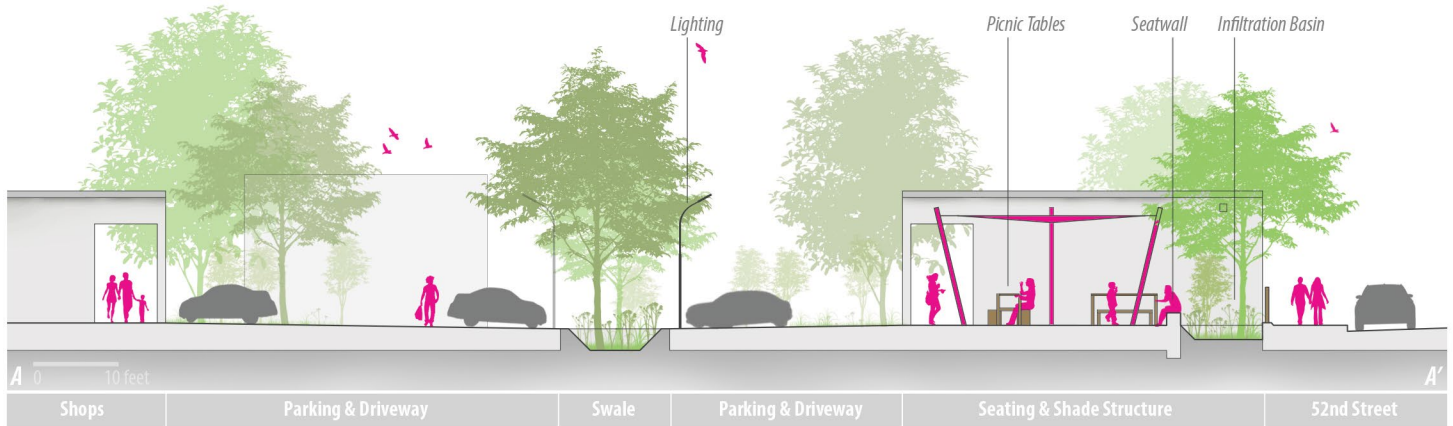 Lighting
Picnic Tables
Seatwall
Infiltration Basin
A
0
10 feet
A'
Shops
Parking & Driveway
Swale
Parking & Driveway
Seating & Shade Structure
52nd Street